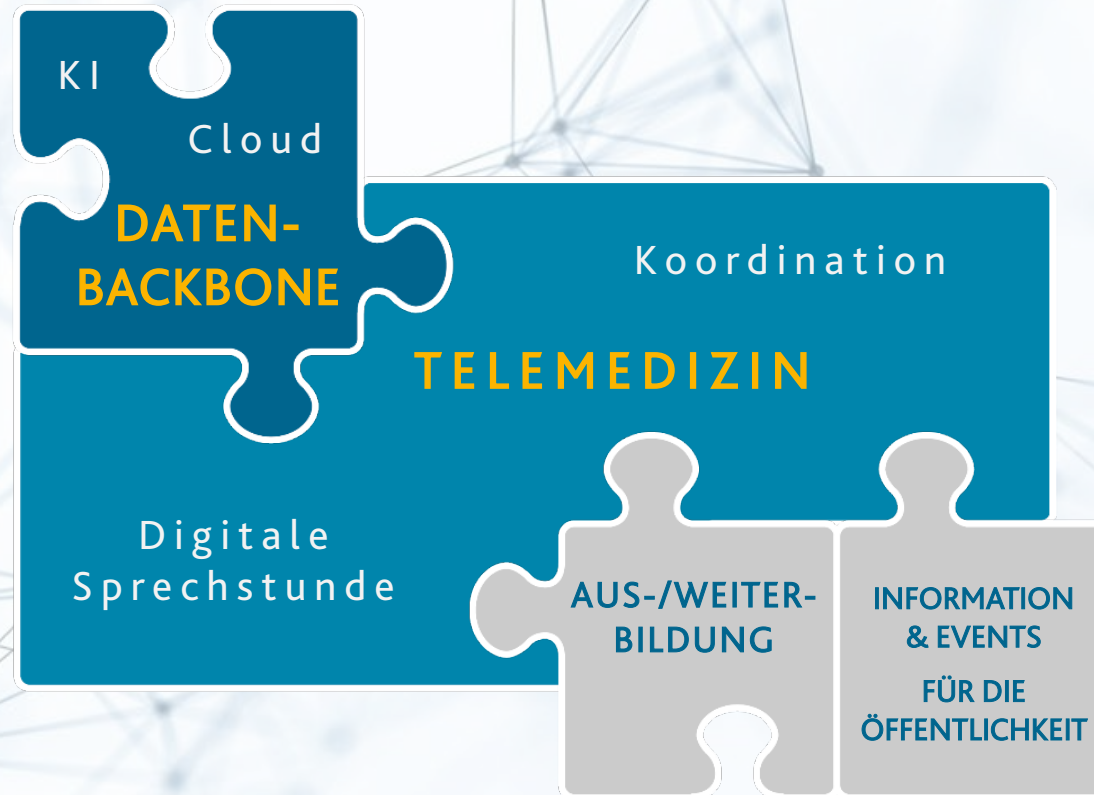 KI
Cloud
DATEN-
BACKBONE
Koordination
TELEMEDIZIN
Digitale
Sprechstunde
AUS-/WEITER-
BILDUNG
INFORMATION
& EVENTS
FÜR DIE
ÖFFENTLICHKEIT